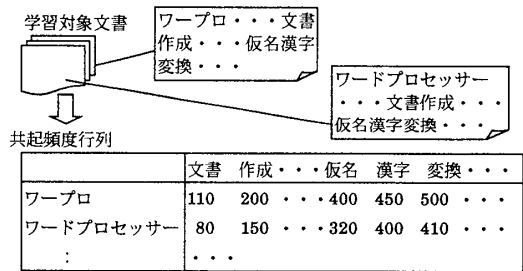 学習対象文書
ワープロ・・・文書
作成・・・仮名漢字
変換・・・
ワードプロセッサー
・・・文書作成・・・
仮名漢字変換・・・
共起頻度行列
文書 作成・・・仮名 漢字 変換・・・
ワープロ 110 200 ・・・400 450 500 ・・・
ワードプロセッサー 80 150 ・・・320 400 410 ・・・
: ・・・